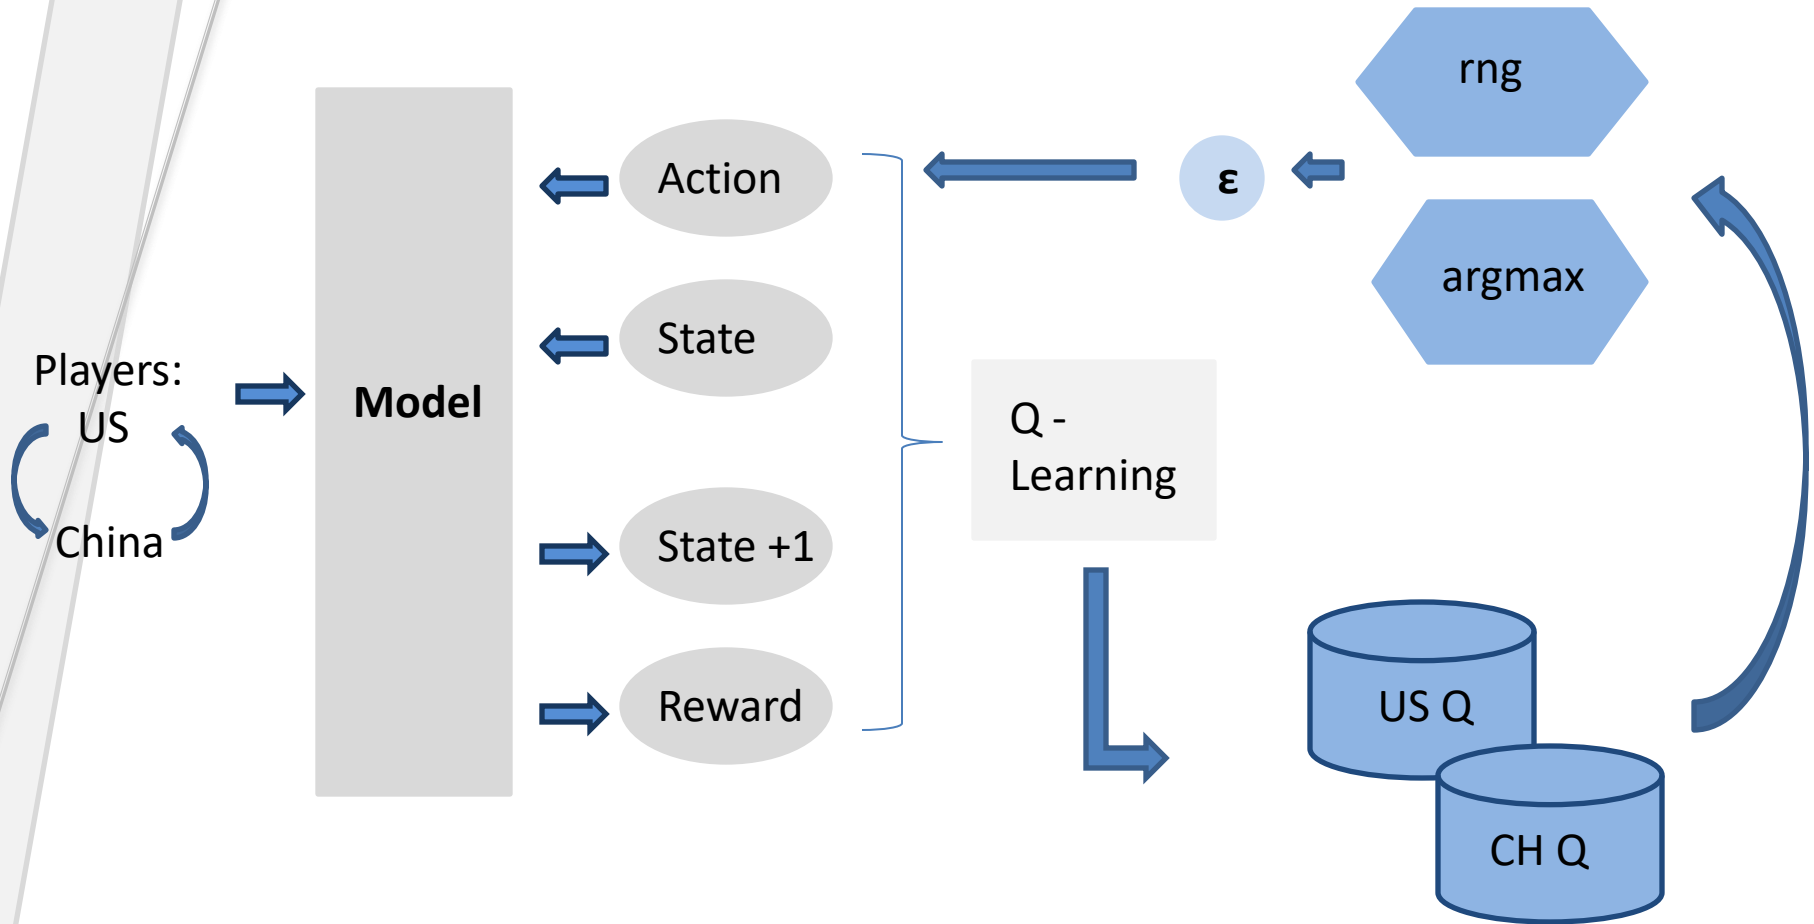 Players:
US
China
Model
Action
State
State +1
Reward
Q -
Learning
ε
rng
argmax
US Q
CH Q